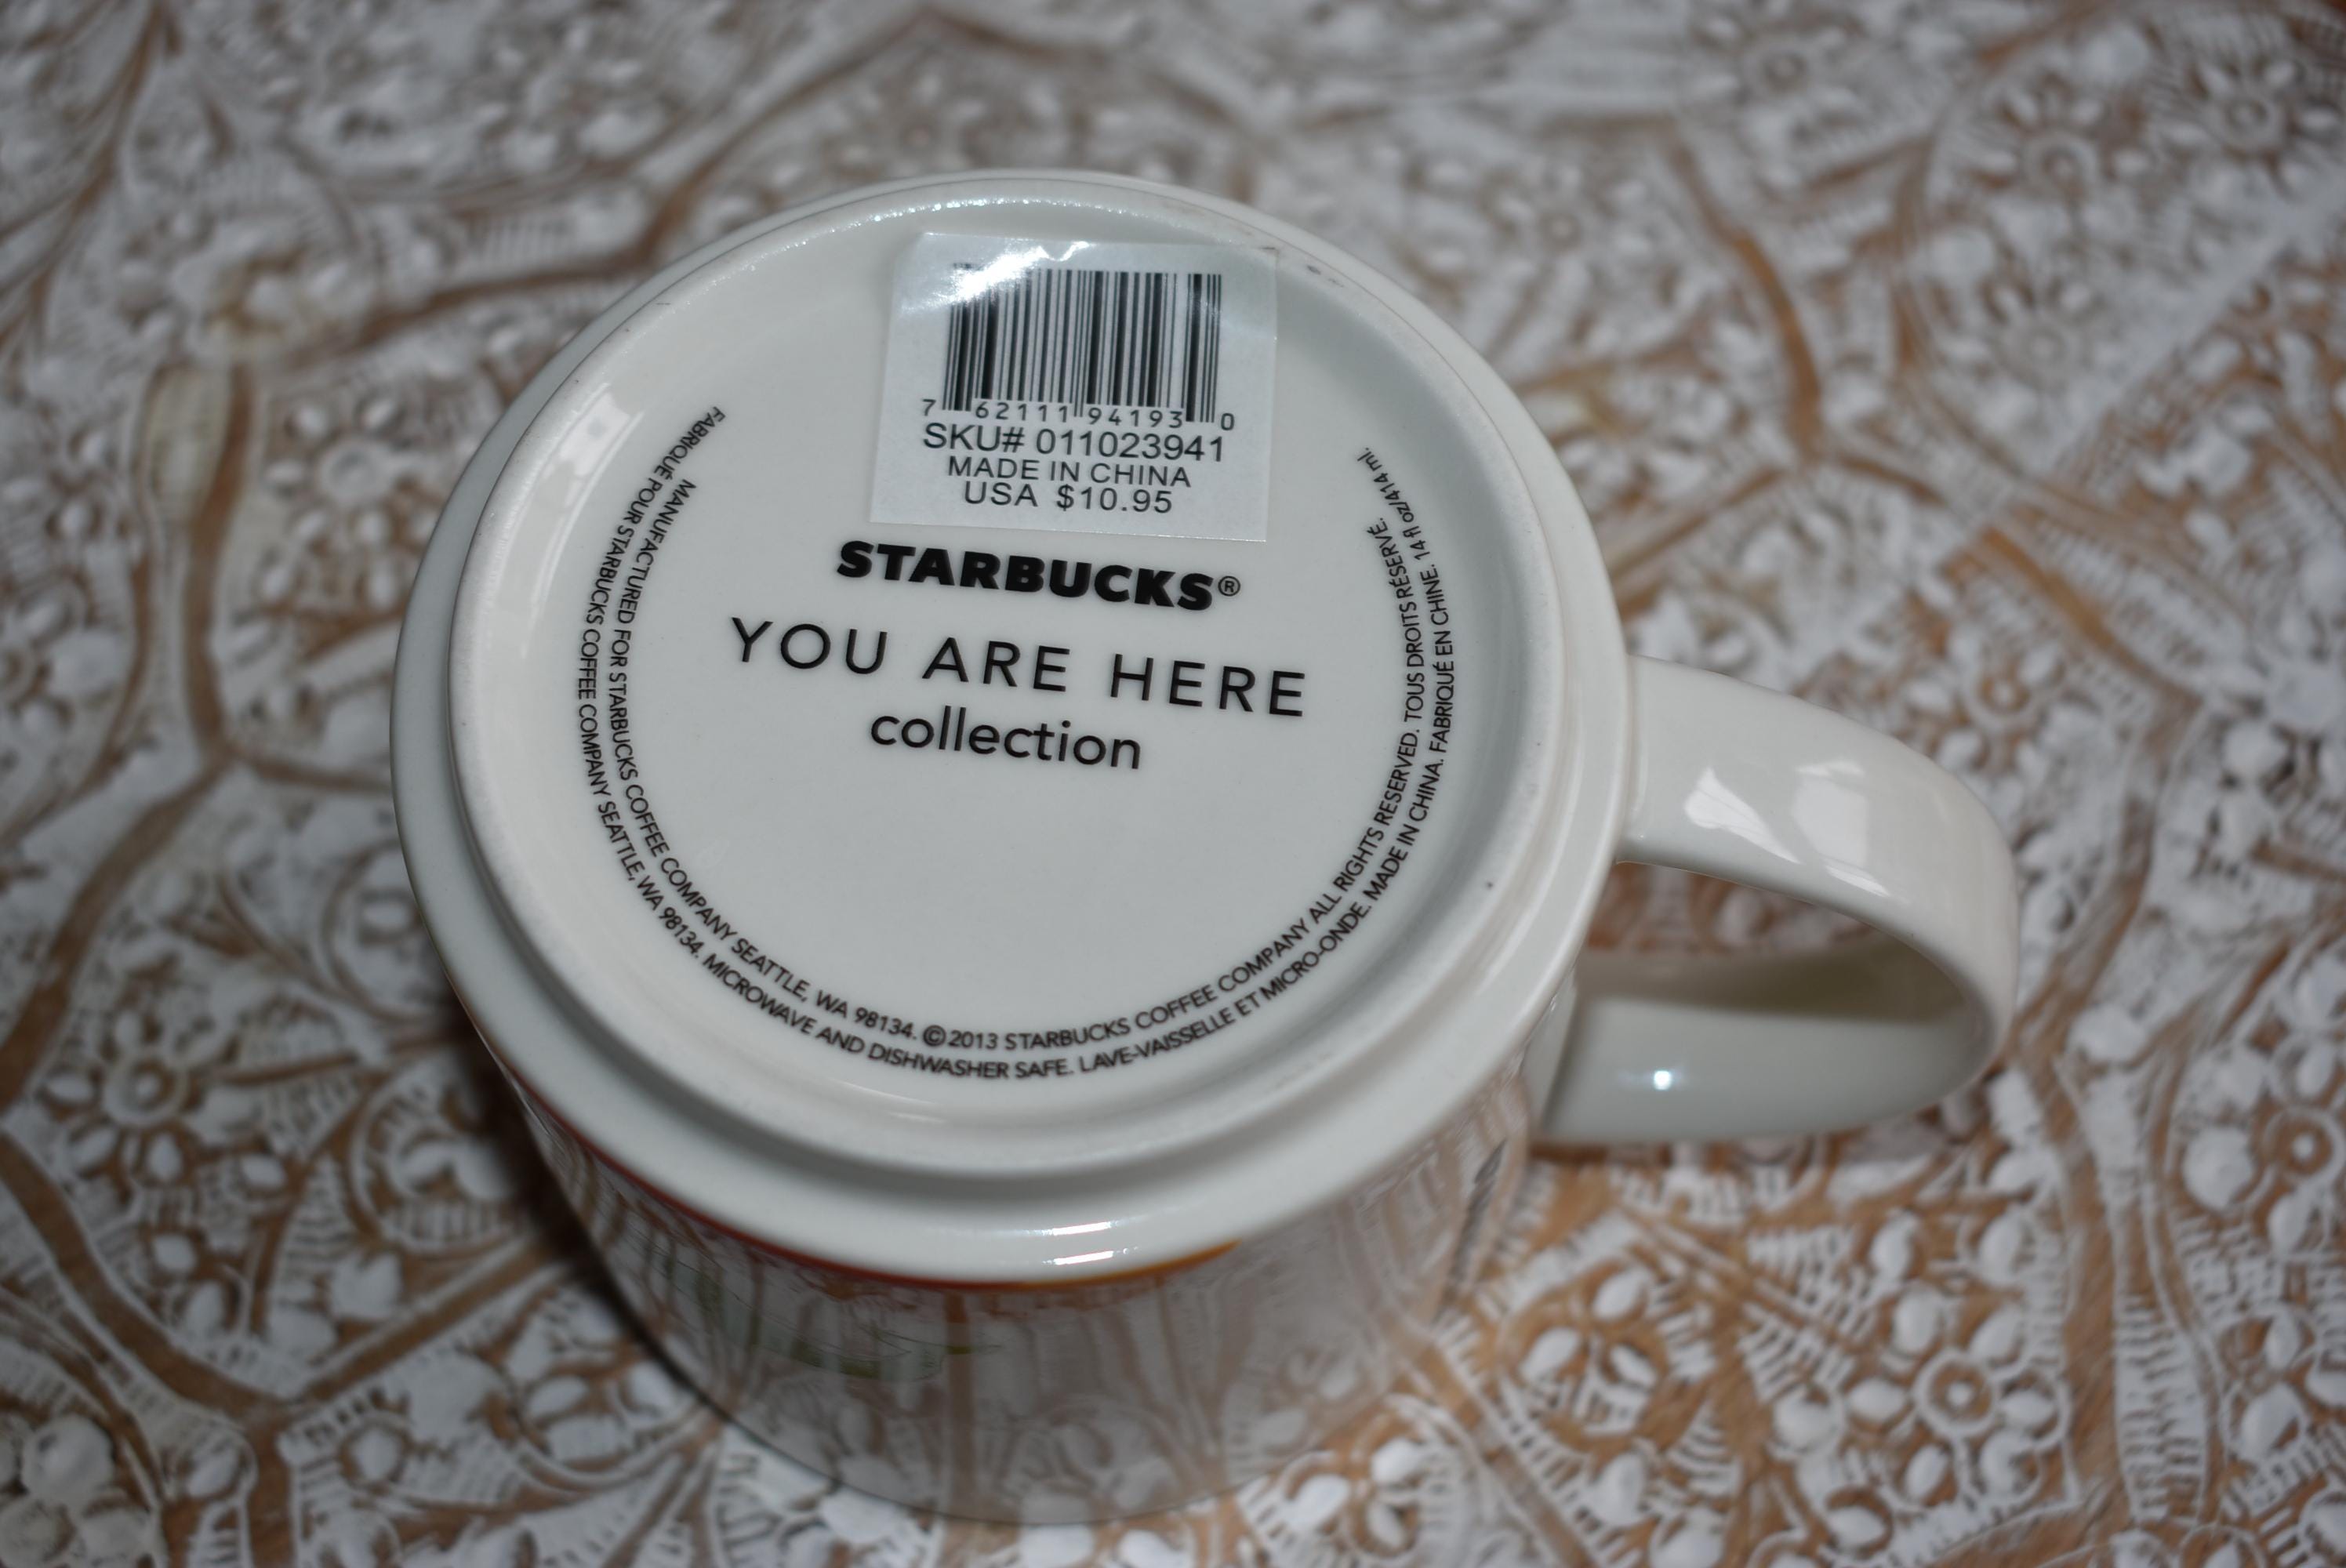 7 62111 94193 0
SKU# 011023941
MADE IN CHINA
USA $10.95
STARBUCKS®
YOU ARE HERE
collection
MANUFACTURED FOR STARBUCKS COFFEE COMPANY SEATTLE, WA 98134. ©2013 STARBUCKS COFFEE COMPANY ALL RIGHTS RESERVED. TOUS DROITS RÉSERVÉ.
FABRIQUÉ POUR STARBUCKS COFFEE COMPANY SEATTLE, WA 98134. MICROWAVE AND DISHWASHER SAFE. LAVE-VAISSELLE ET MICRO-ONDE. MADE IN CHINA. FABRIQUÉ EN CHINE. 14 fl oz/414 ml.